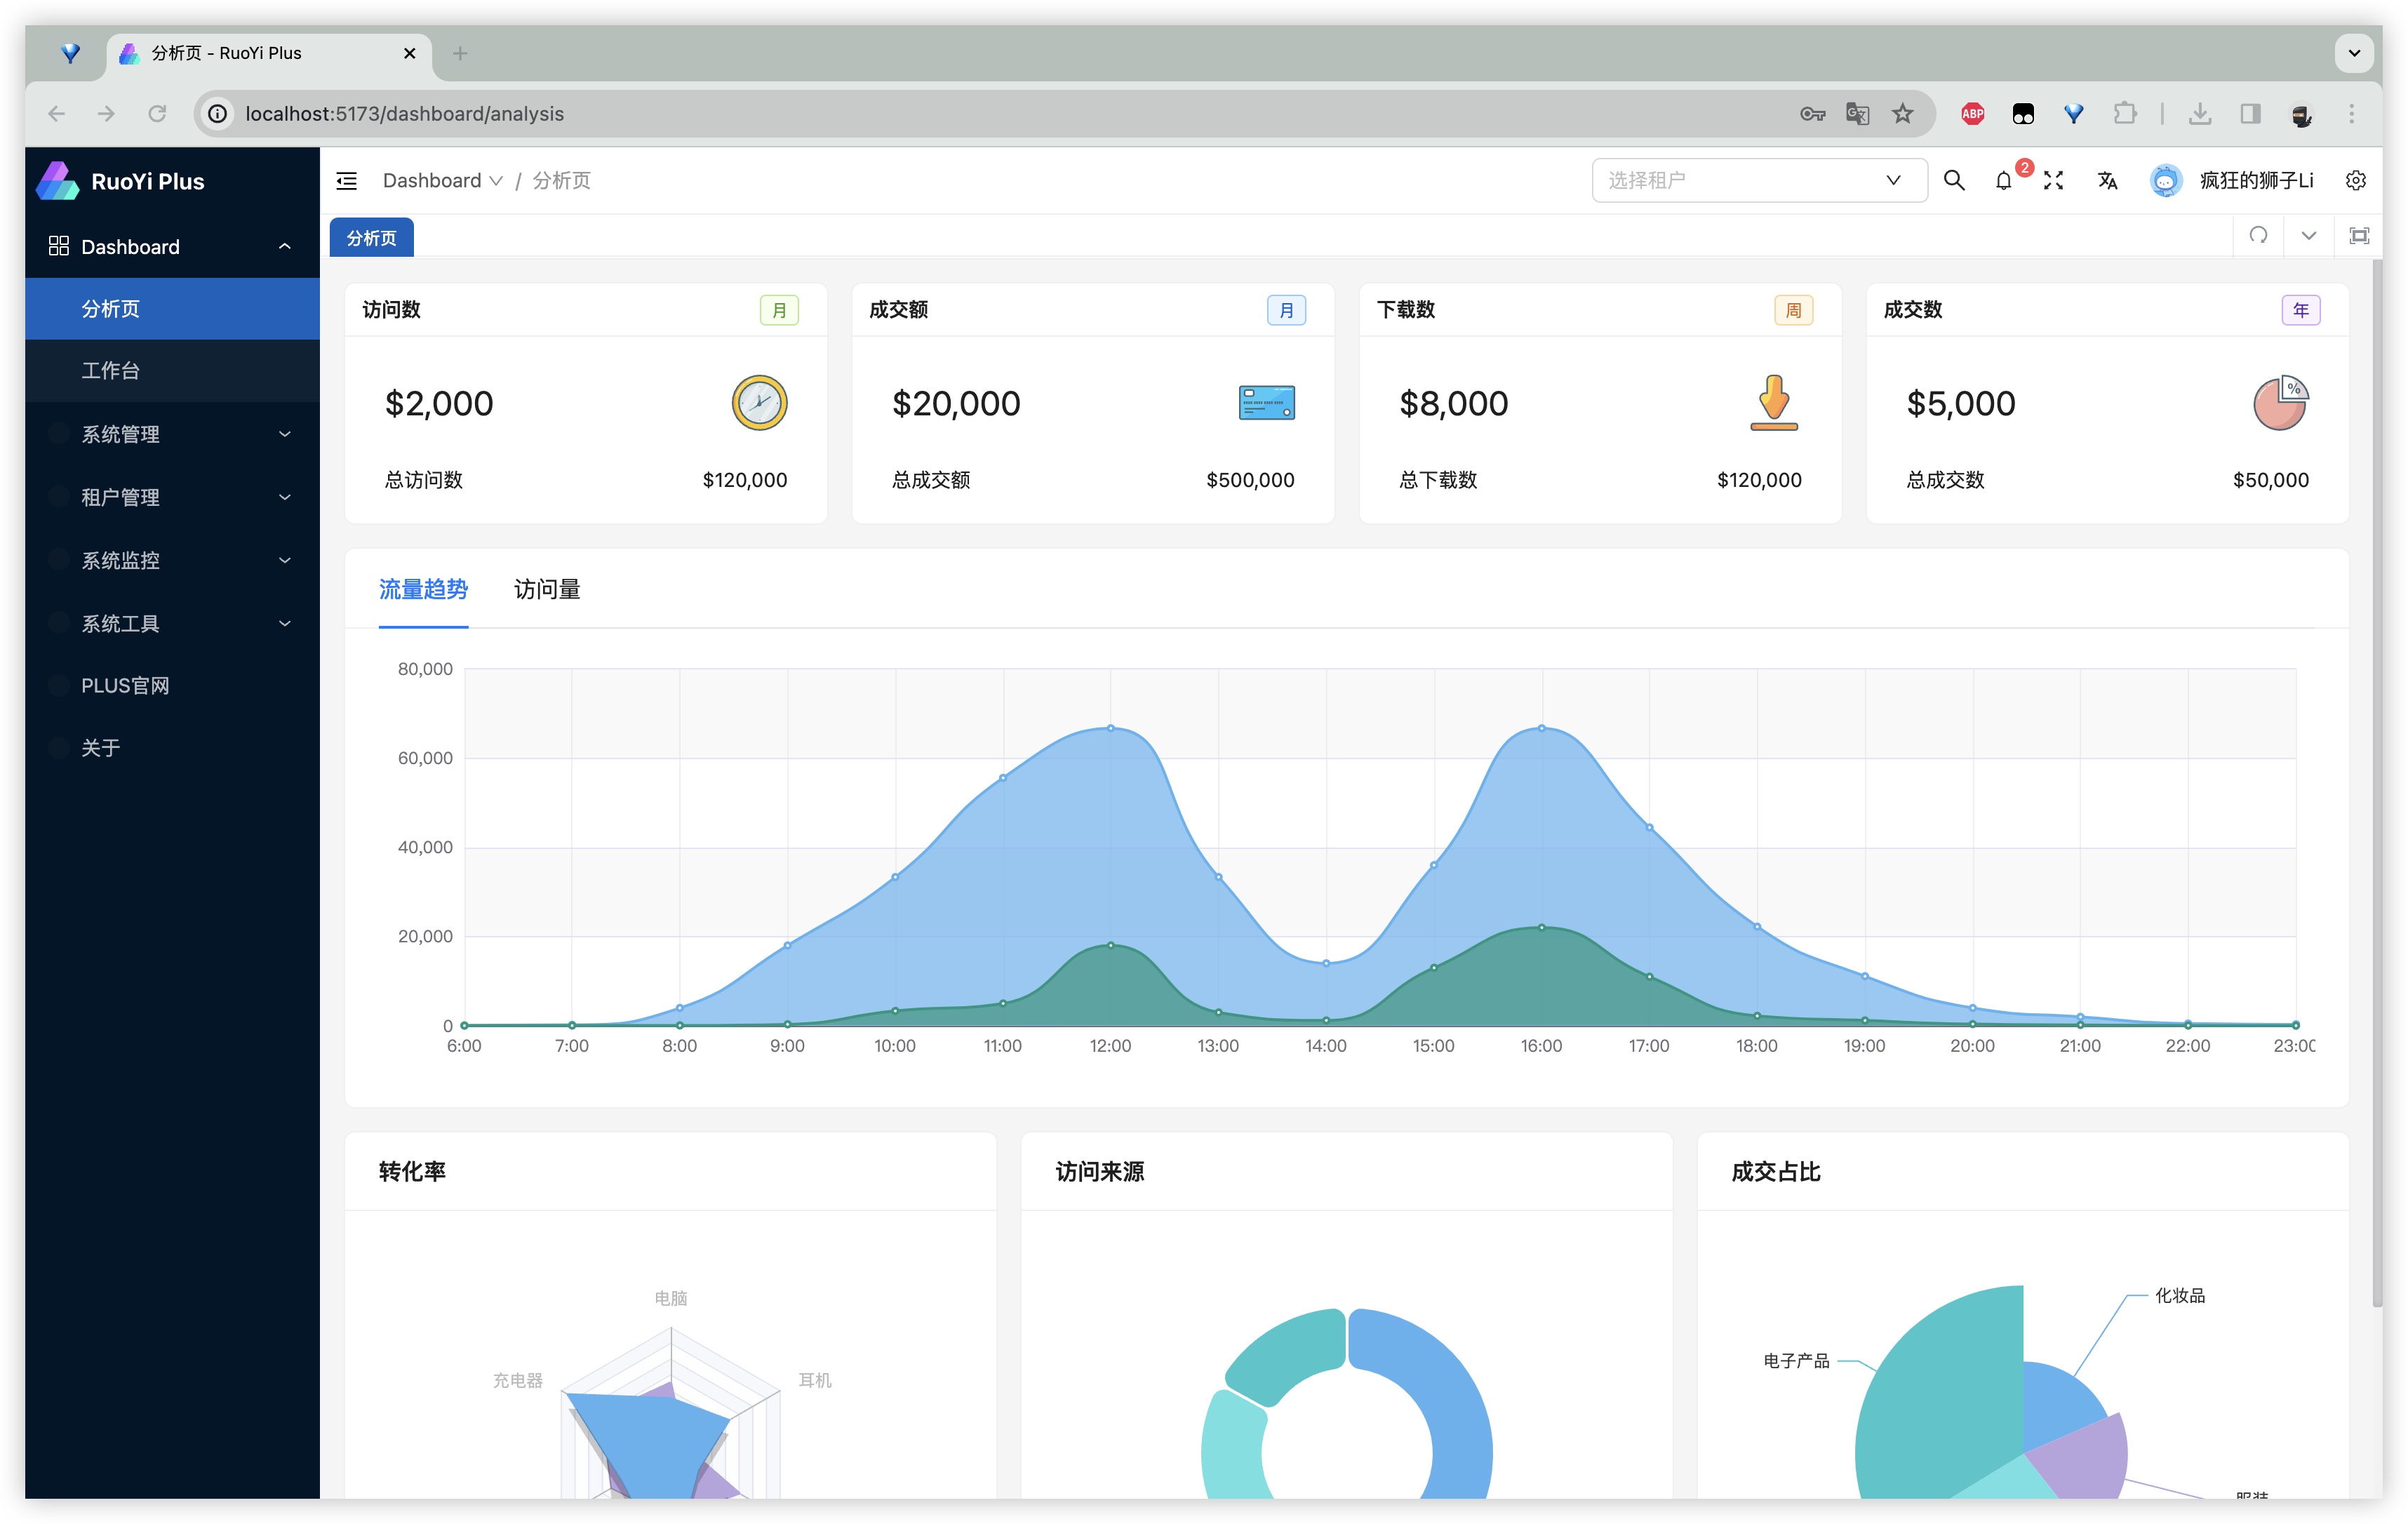 分析页 - RuoYi Plus
localhost:5173/dashboard/analysis
ABP
RuoYi Plus
Dashboard / 分析页
选择租户
2
疯狂的狮子Li
Dashboard
分析页
工作台
系统管理
租户管理
系统监控
系统工具
PLUS官网
关于
分析页
访问数 月
$2,000
总访问数 $120,000
成交额 月
$20,000
总成交额 $500,000
下载数 周
$8,000
总下载数 $120,000
成交数 年
$5,000
%
总成交数 $50,000
流量趋势 访问量
80,000
60,000
40,000
20,000
0
6:00 7:00 8:00 9:00 10:00 11:00 12:00 13:00 14:00 15:00 16:00 17:00 18:00 19:00 20:00 21:00 22:00 23:00
转化率
电脑
充电器
耳机
访问来源
成交占比
化妆品
电子产品
服装